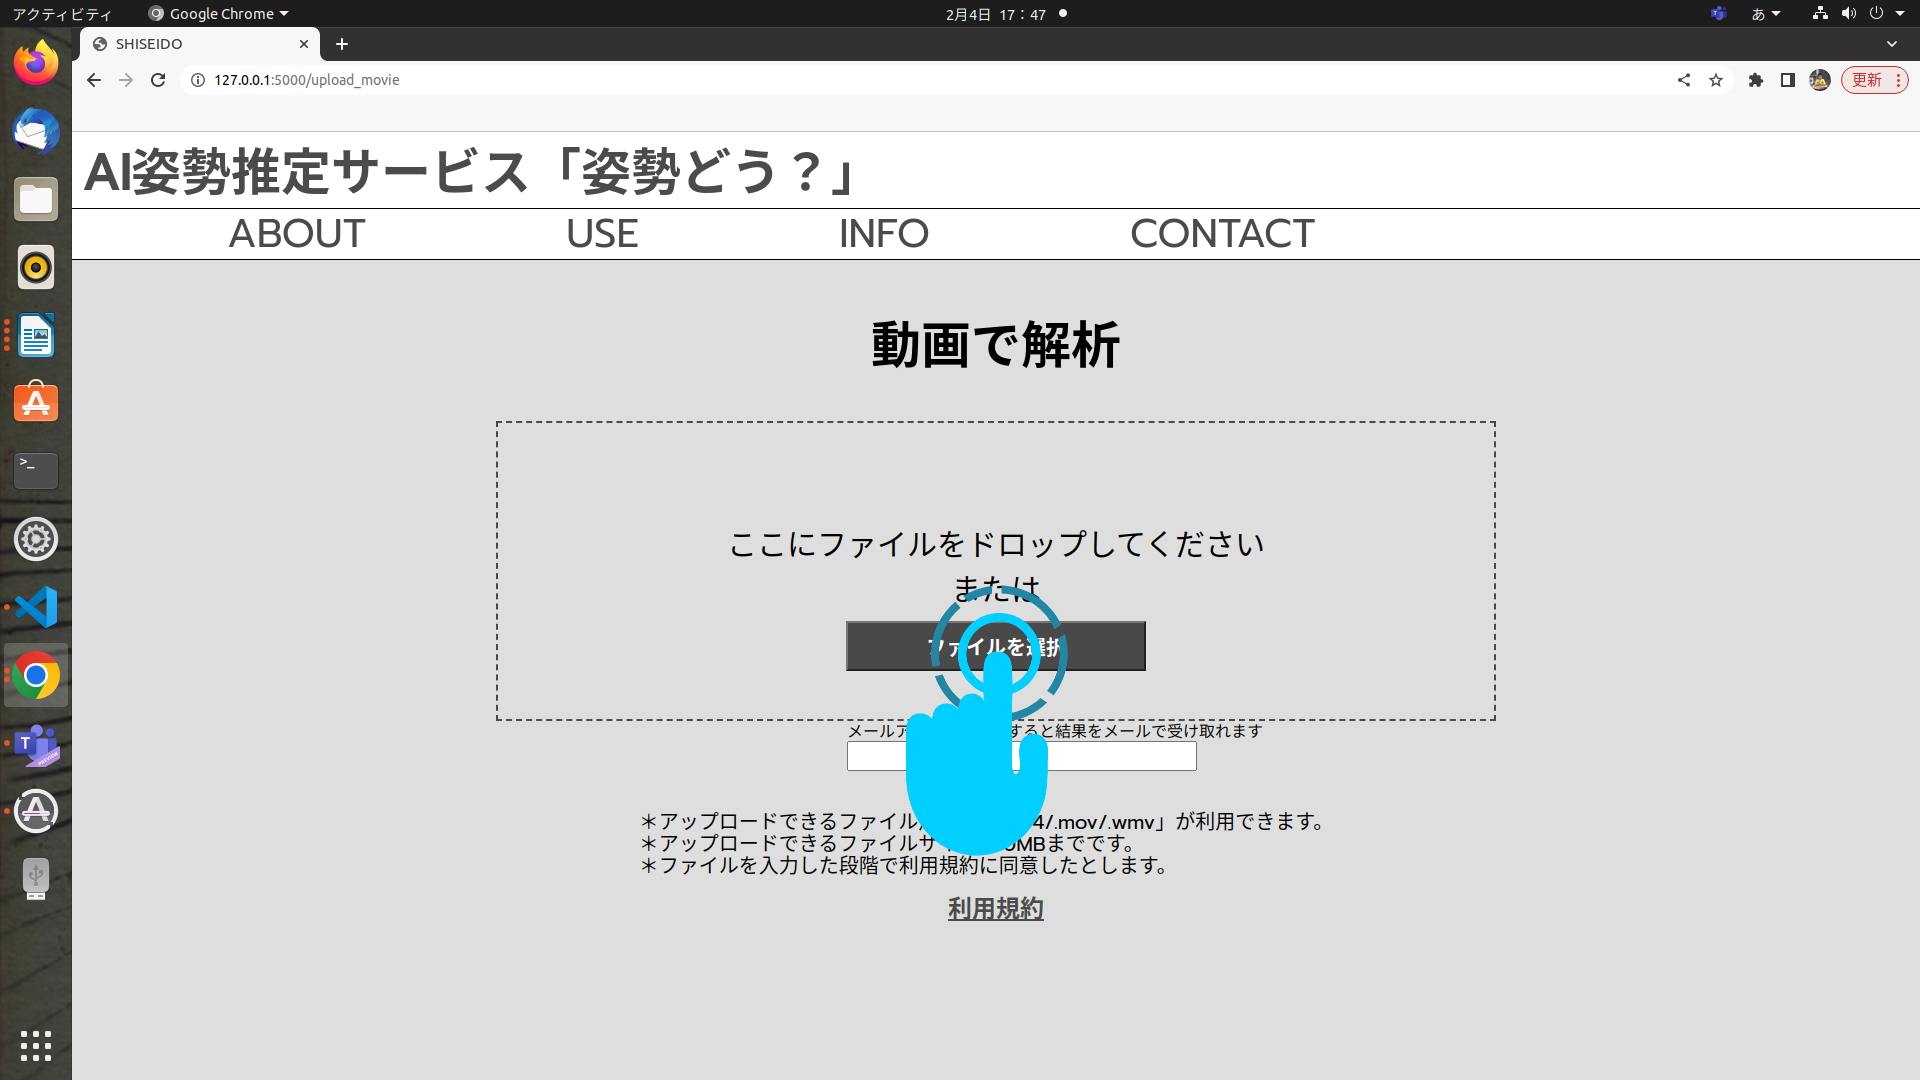 アクティビティ
Google Chrome
2月4日 17：47
あ
SHISEIDO
127.0.0.1:5000/upload_movie
更新
AI姿勢推定サービス「姿勢どう？」
ABOUT USE INFO CONTACT
動画で解析
ここにファイルをドロップしてください
または
ファイルを選択
メールア すると結果をメールで受け取れます
＊アップロードできるファイル 4/.mov/.wmv」が利用できます。
＊アップロードできるファイルサ MBまでです。
＊ファイルを入力した段階で利用規約に同意したとします。
利用規約